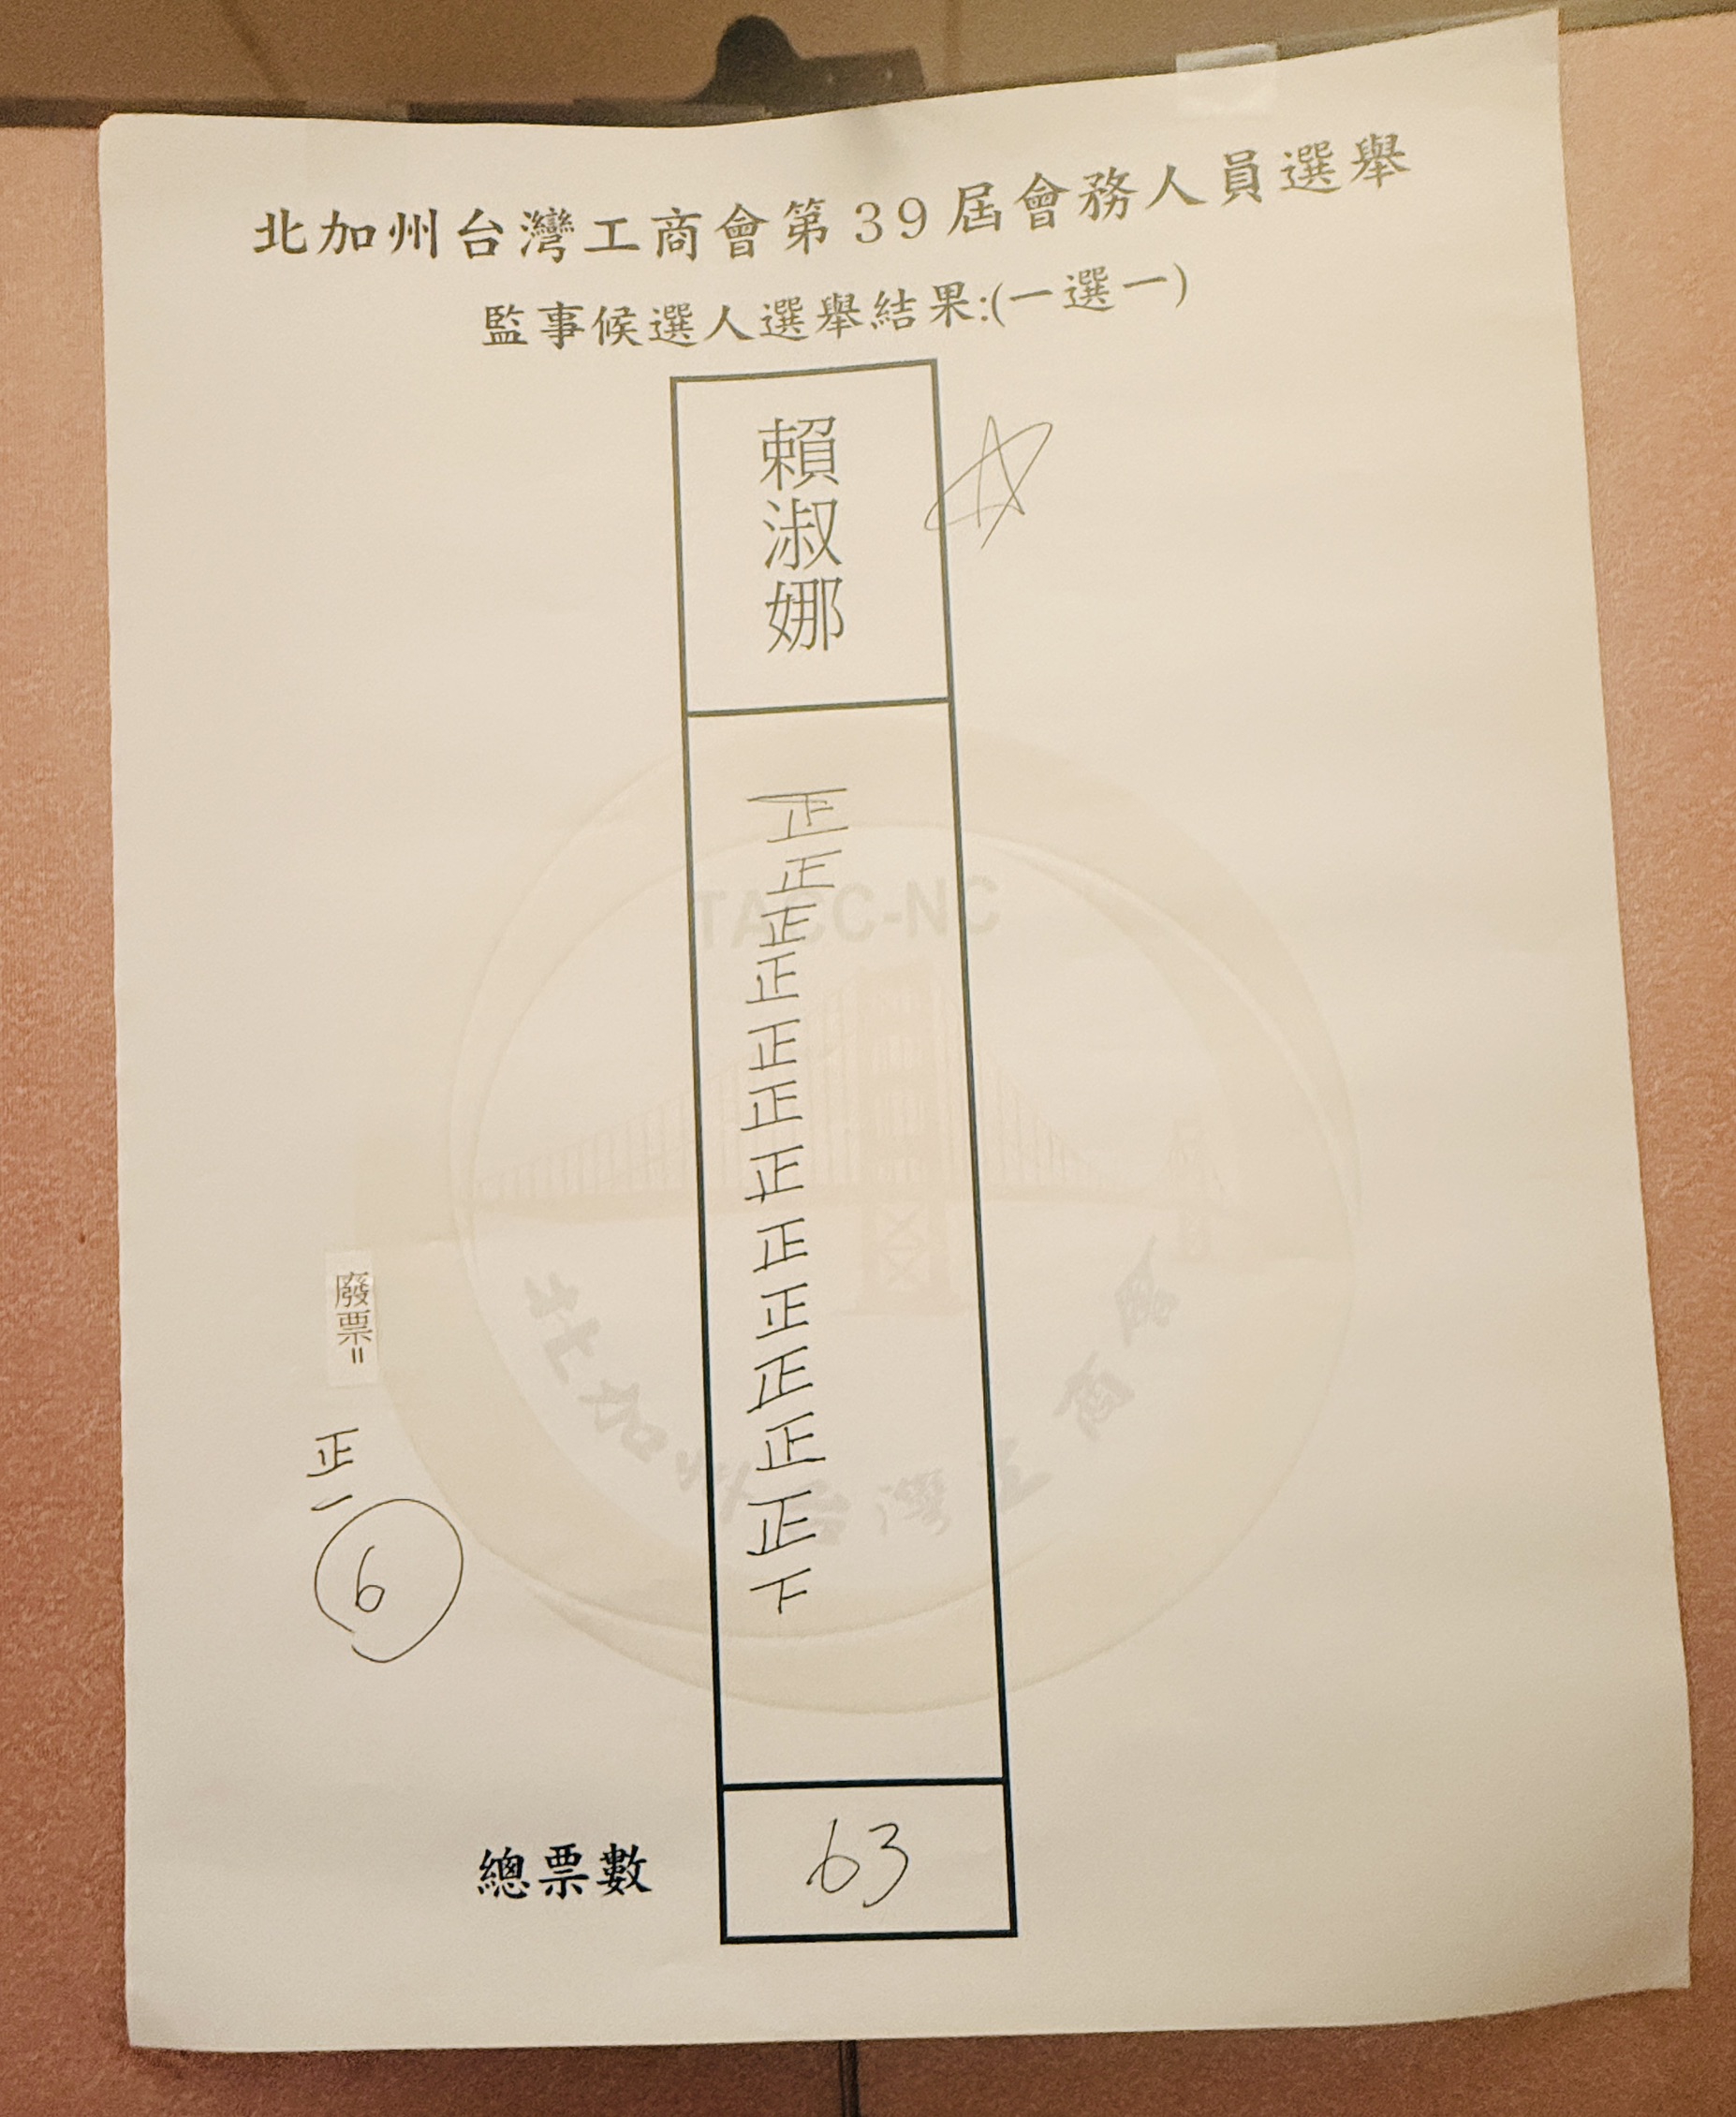 北加州台灣工商會第39屆會務人員選舉
監事候選人選舉結果:(一選一)
賴淑娜
TACC-NC
正
正
正
正
正
正
正
正
正
正
正
正
下
北加州台灣工商會
廢票=
正
一
6
總票數
63